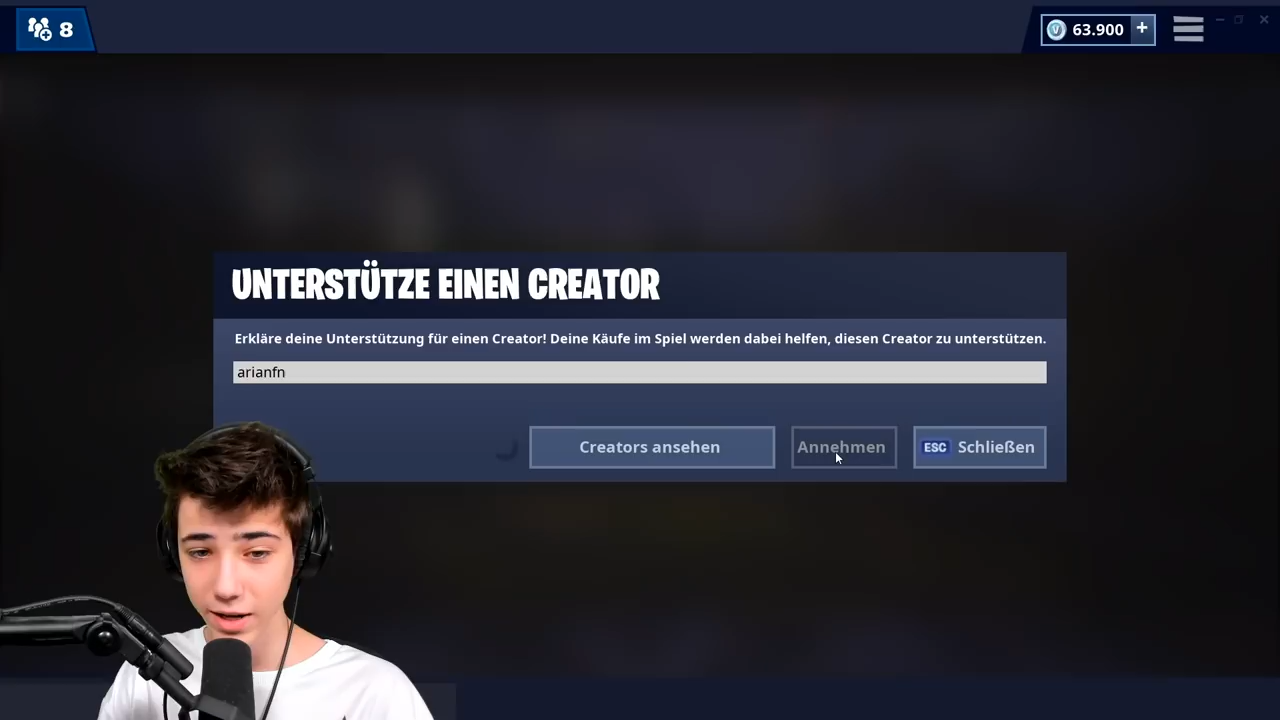 8
63.900 +
UNTERSTÜTZE EINEN CREATOR
Erkläre deine Unterstützung für einen Creator! Deine Käufe im Spiel werden dabei helfen, diesen Creator zu unterstützen.
arianfn
Creators ansehen
Annehmen
ESC Schließen